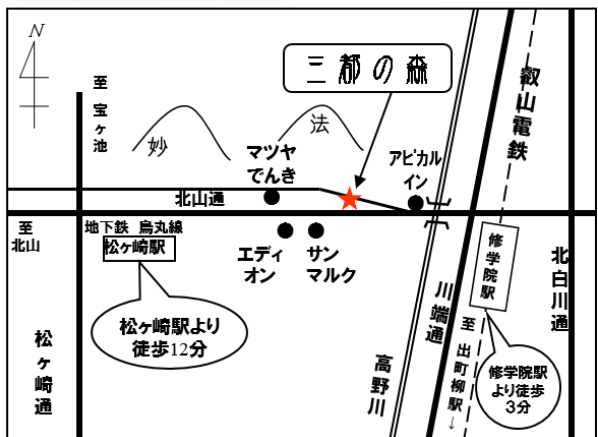 N
至
宝ヶ池
三都の森
叡山電鉄
妙
法
マツヤ
でんき
アピカル
イン
北山通
至
北山
地下鉄 烏丸線
松ヶ崎駅
エディ
オン
サン
マルク
修学院駅
北白川通
松ヶ崎駅より
徒歩12分
松ヶ崎通
高野川
川端通
至 出町柳駅→
修学院駅
より徒歩
3分